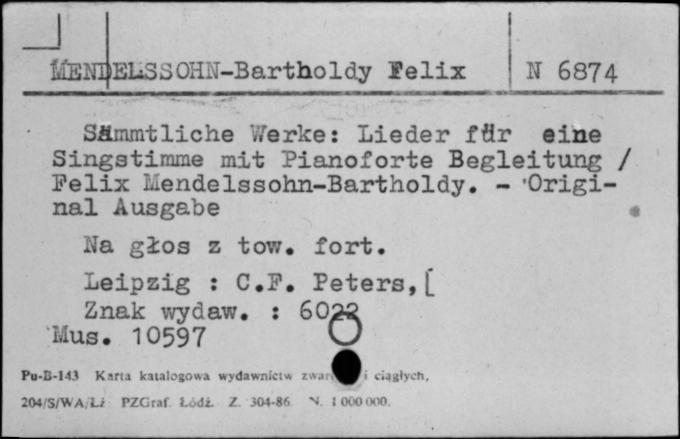 MENDELSSOHN-Bartholdy Felix N 6874
Sämmtliche Werke: Lieder für eine
Singstimme mit Pianoforte Begleitung /
Felix Mendelssohn-Bartholdy. - Origi-
nal Ausgabe
Na głos z tow. fort.
Leipzig : C.F. Peters, [
Znak wydaw. : 6022
Mus. 10597
Pu-B-143 Karta katalogowa wydawnictw i ciągłych,
204/S/WA/Łź PZGraf. Łódź. Z. 304-86 N. 1 000 000.